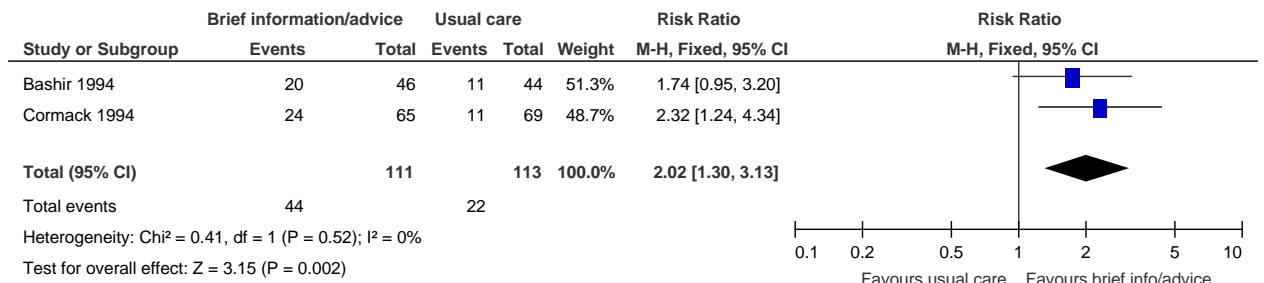 Brief information/advice Usual care Risk Ratio Risk Ratio
Study or Subgroup Events Total Events Total Weight M-H, Fixed, 95% CI M-H, Fixed, 95% CI
Bashir 1994 20 46 11 44 51.3% 1.74 [0.95, 3.20]
Cormack 1994 24 65 11 69 48.7% 2.32 [1.24, 4.34]
Total (95% CI) 111 113 100.0% 2.02 [1.30, 3.13]
Total events 44 22
Heterogeneity: Chi² = 0.41, df = 1 (P = 0.52); I² = 0%
Test for overall effect: Z = 3.15 (P = 0.002)
0.1 0.2 0.5 1 2 5 10
Favours usual care Favours brief info/advice